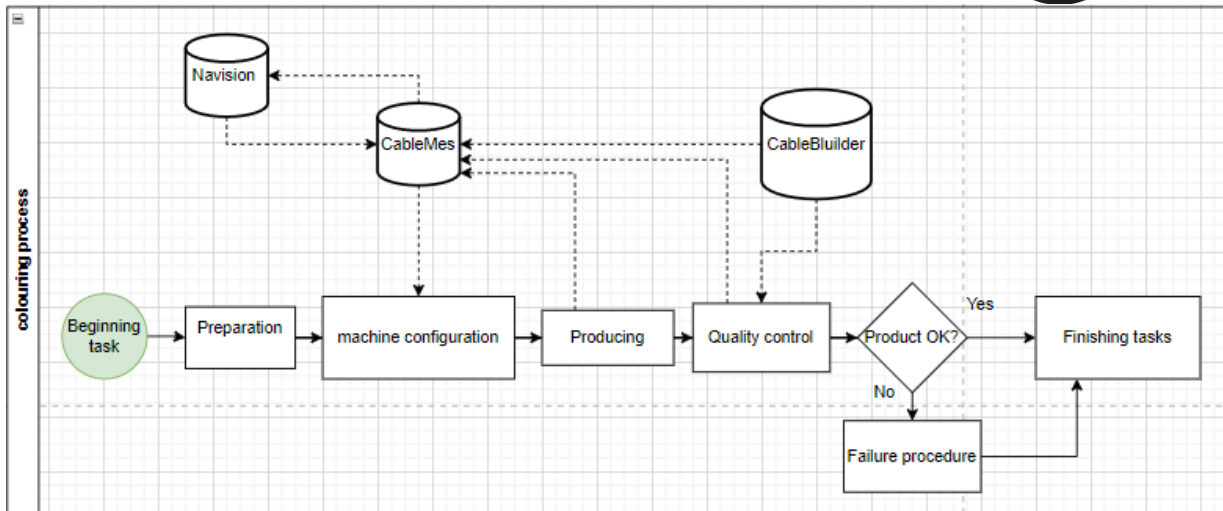 colouring process
Navision
CableMes
CableBluilder
Beginning
task
Preparation
machine configuration
Producing
Quality control
Product OK?
Yes
Finishing tasks
No
Failure procedure